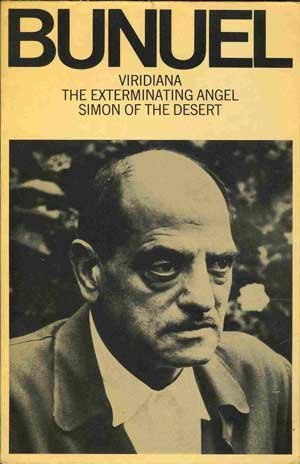 BUNUEL
VIRIDIANA
THE EXTERMINATING ANGEL
SIMON OF THE DESERT